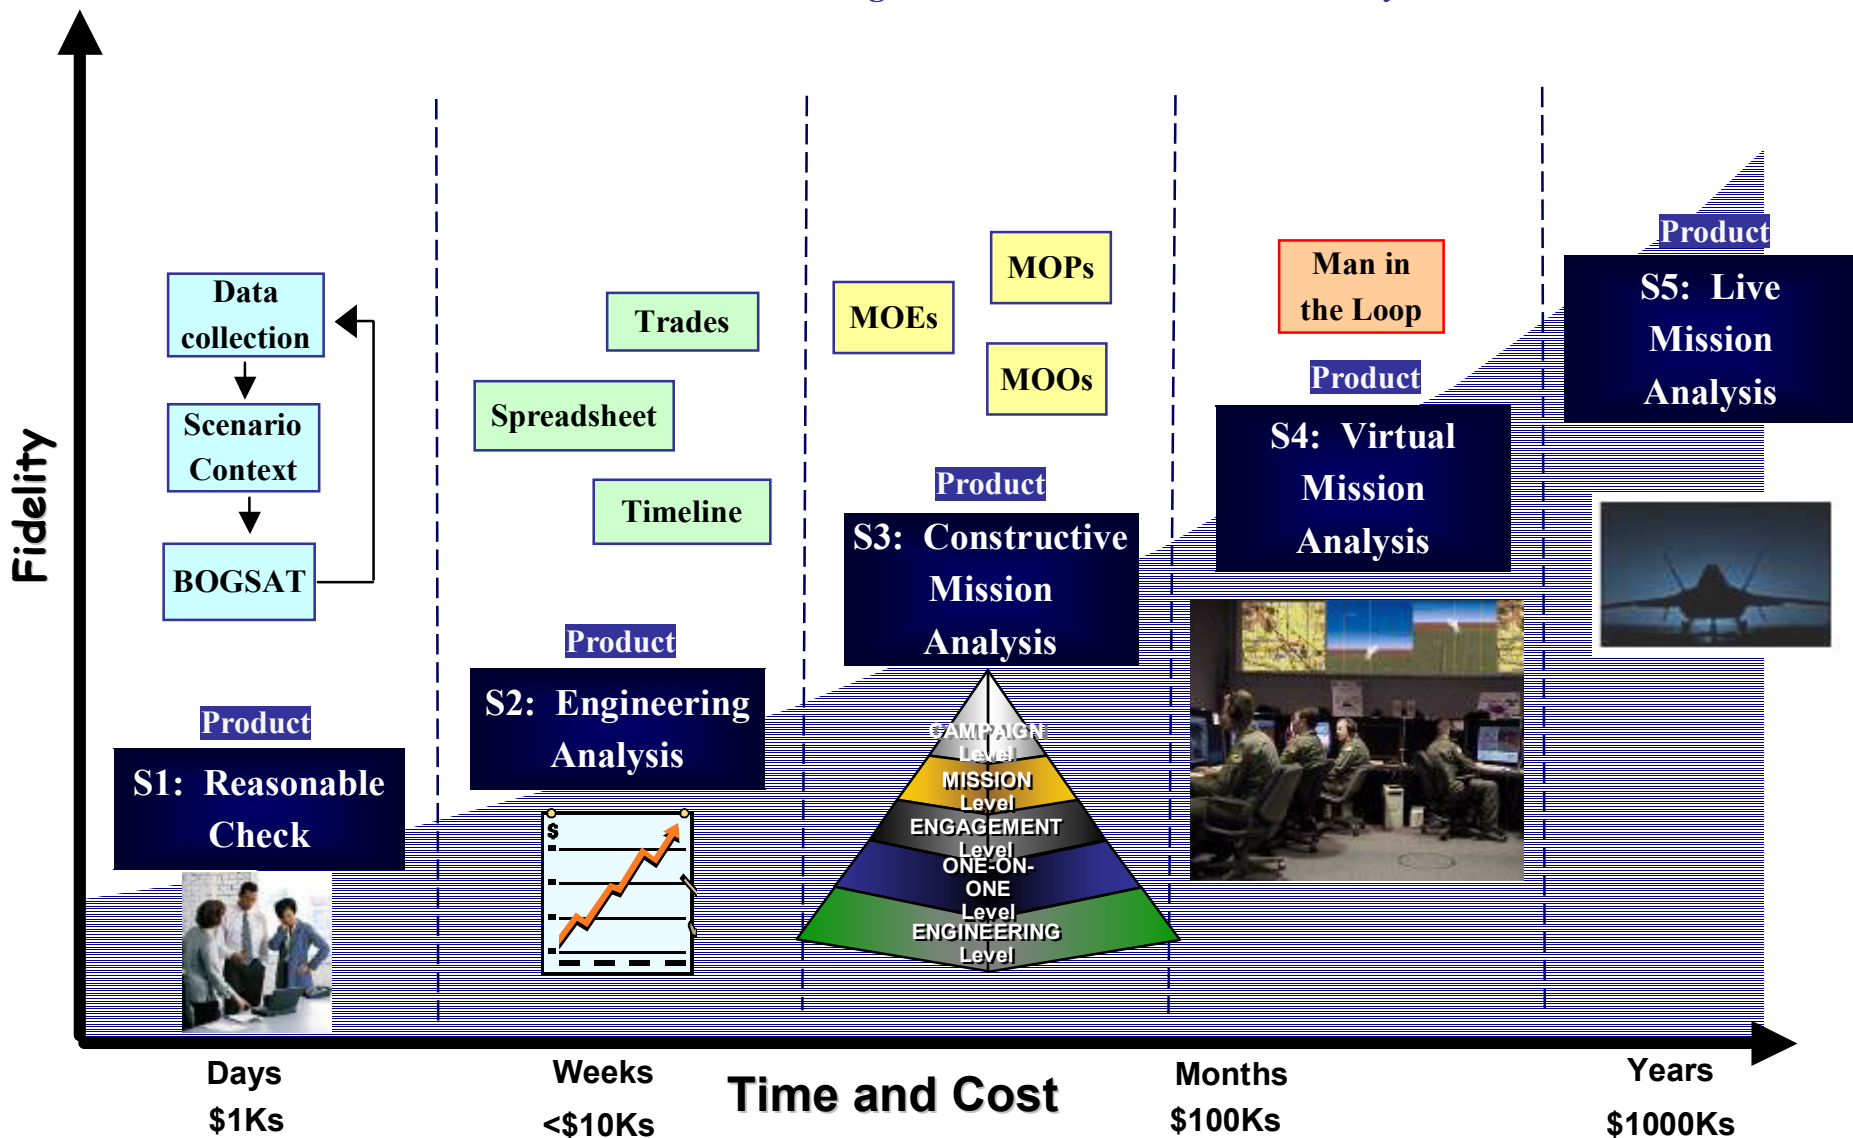 Fidelity
Data
collection
Scenario
Context
BOGSAT
Product
S1: Reasonable
Check
Trades
Spreadsheet
Timeline
Product
S2: Engineering
Analysis
MOPs
MOEs
MOOs
Product
S3: Constructive
Mission
Analysis
CAMPAIGN
Level
MISSION
Level
ENGAGEMENT
Level
ONE-ON-
ONE
Level
ENGINEERING
Level
Man in
the Loop
Product
S4: Virtual
Mission
Analysis
Product
S5: Live
Mission
Analysis
$
Days
$1Ks
Weeks
<$10Ks
Time and Cost
Months
$100Ks
Years
$1000Ks